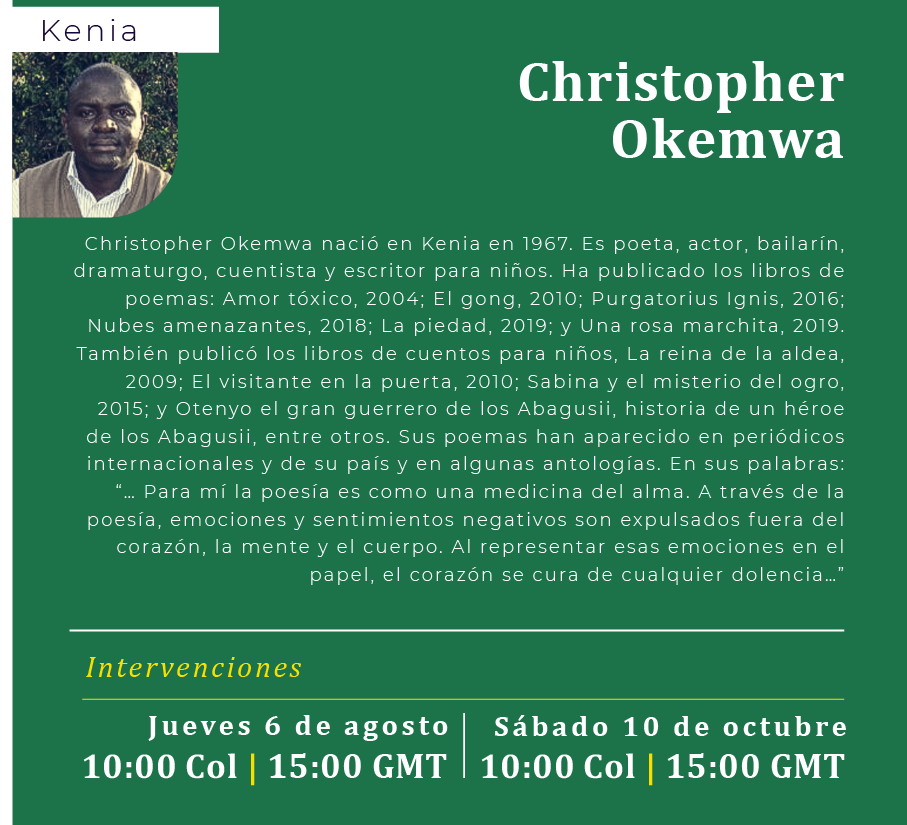 Kenia
Christopher
Okemwa
Christopher Okemwa nació en Kenia en 1967. Es poeta, actor, bailarín,
dramaturgo, cuentista y escritor para niños. Ha publicado los libros de
poemas: Amor tóxico, 2004; El gong, 2010; Purgatorius Ignis, 2016;
Nubes amenazantes, 2018; La piedad, 2019; y Una rosa marchita, 2019.
También publicó los libros de cuentos para niños, La reina de la aldea,
2009; El visitante en la puerta, 2010; Sabina y el misterio del ogro,
2015; y Otenyo el gran guerrero de los Abagusii, historia de un héroe
de los Abagusii, entre otros. Sus poemas han aparecido en periódicos
internacionales y de su país y en algunas antologías. En sus palabras:
“… Para mí la poesía es como una medicina del alma. A través de la
poesía, emociones y sentimientos negativos son expulsados fuera del
corazón, la mente y el cuerpo. Al representar esas emociones en el
papel, el corazón se cura de cualquier dolencia…”
Intervenciones
Jueves 6 de agosto
10:00 Col | 15:00 GMT
Sábado 10 de octubre
10:00 Col | 15:00 GMT